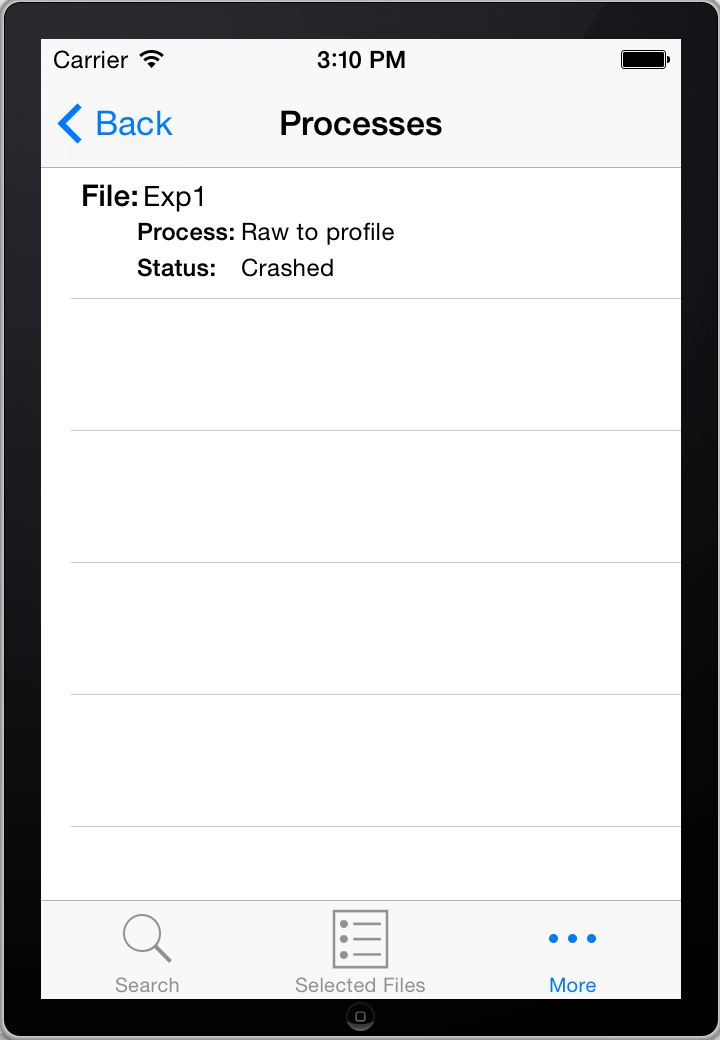 Carrier 3:10 PM
Back Processes
File: Exp1
Process: Raw to profile
Status: Crashed
Search Selected Files More